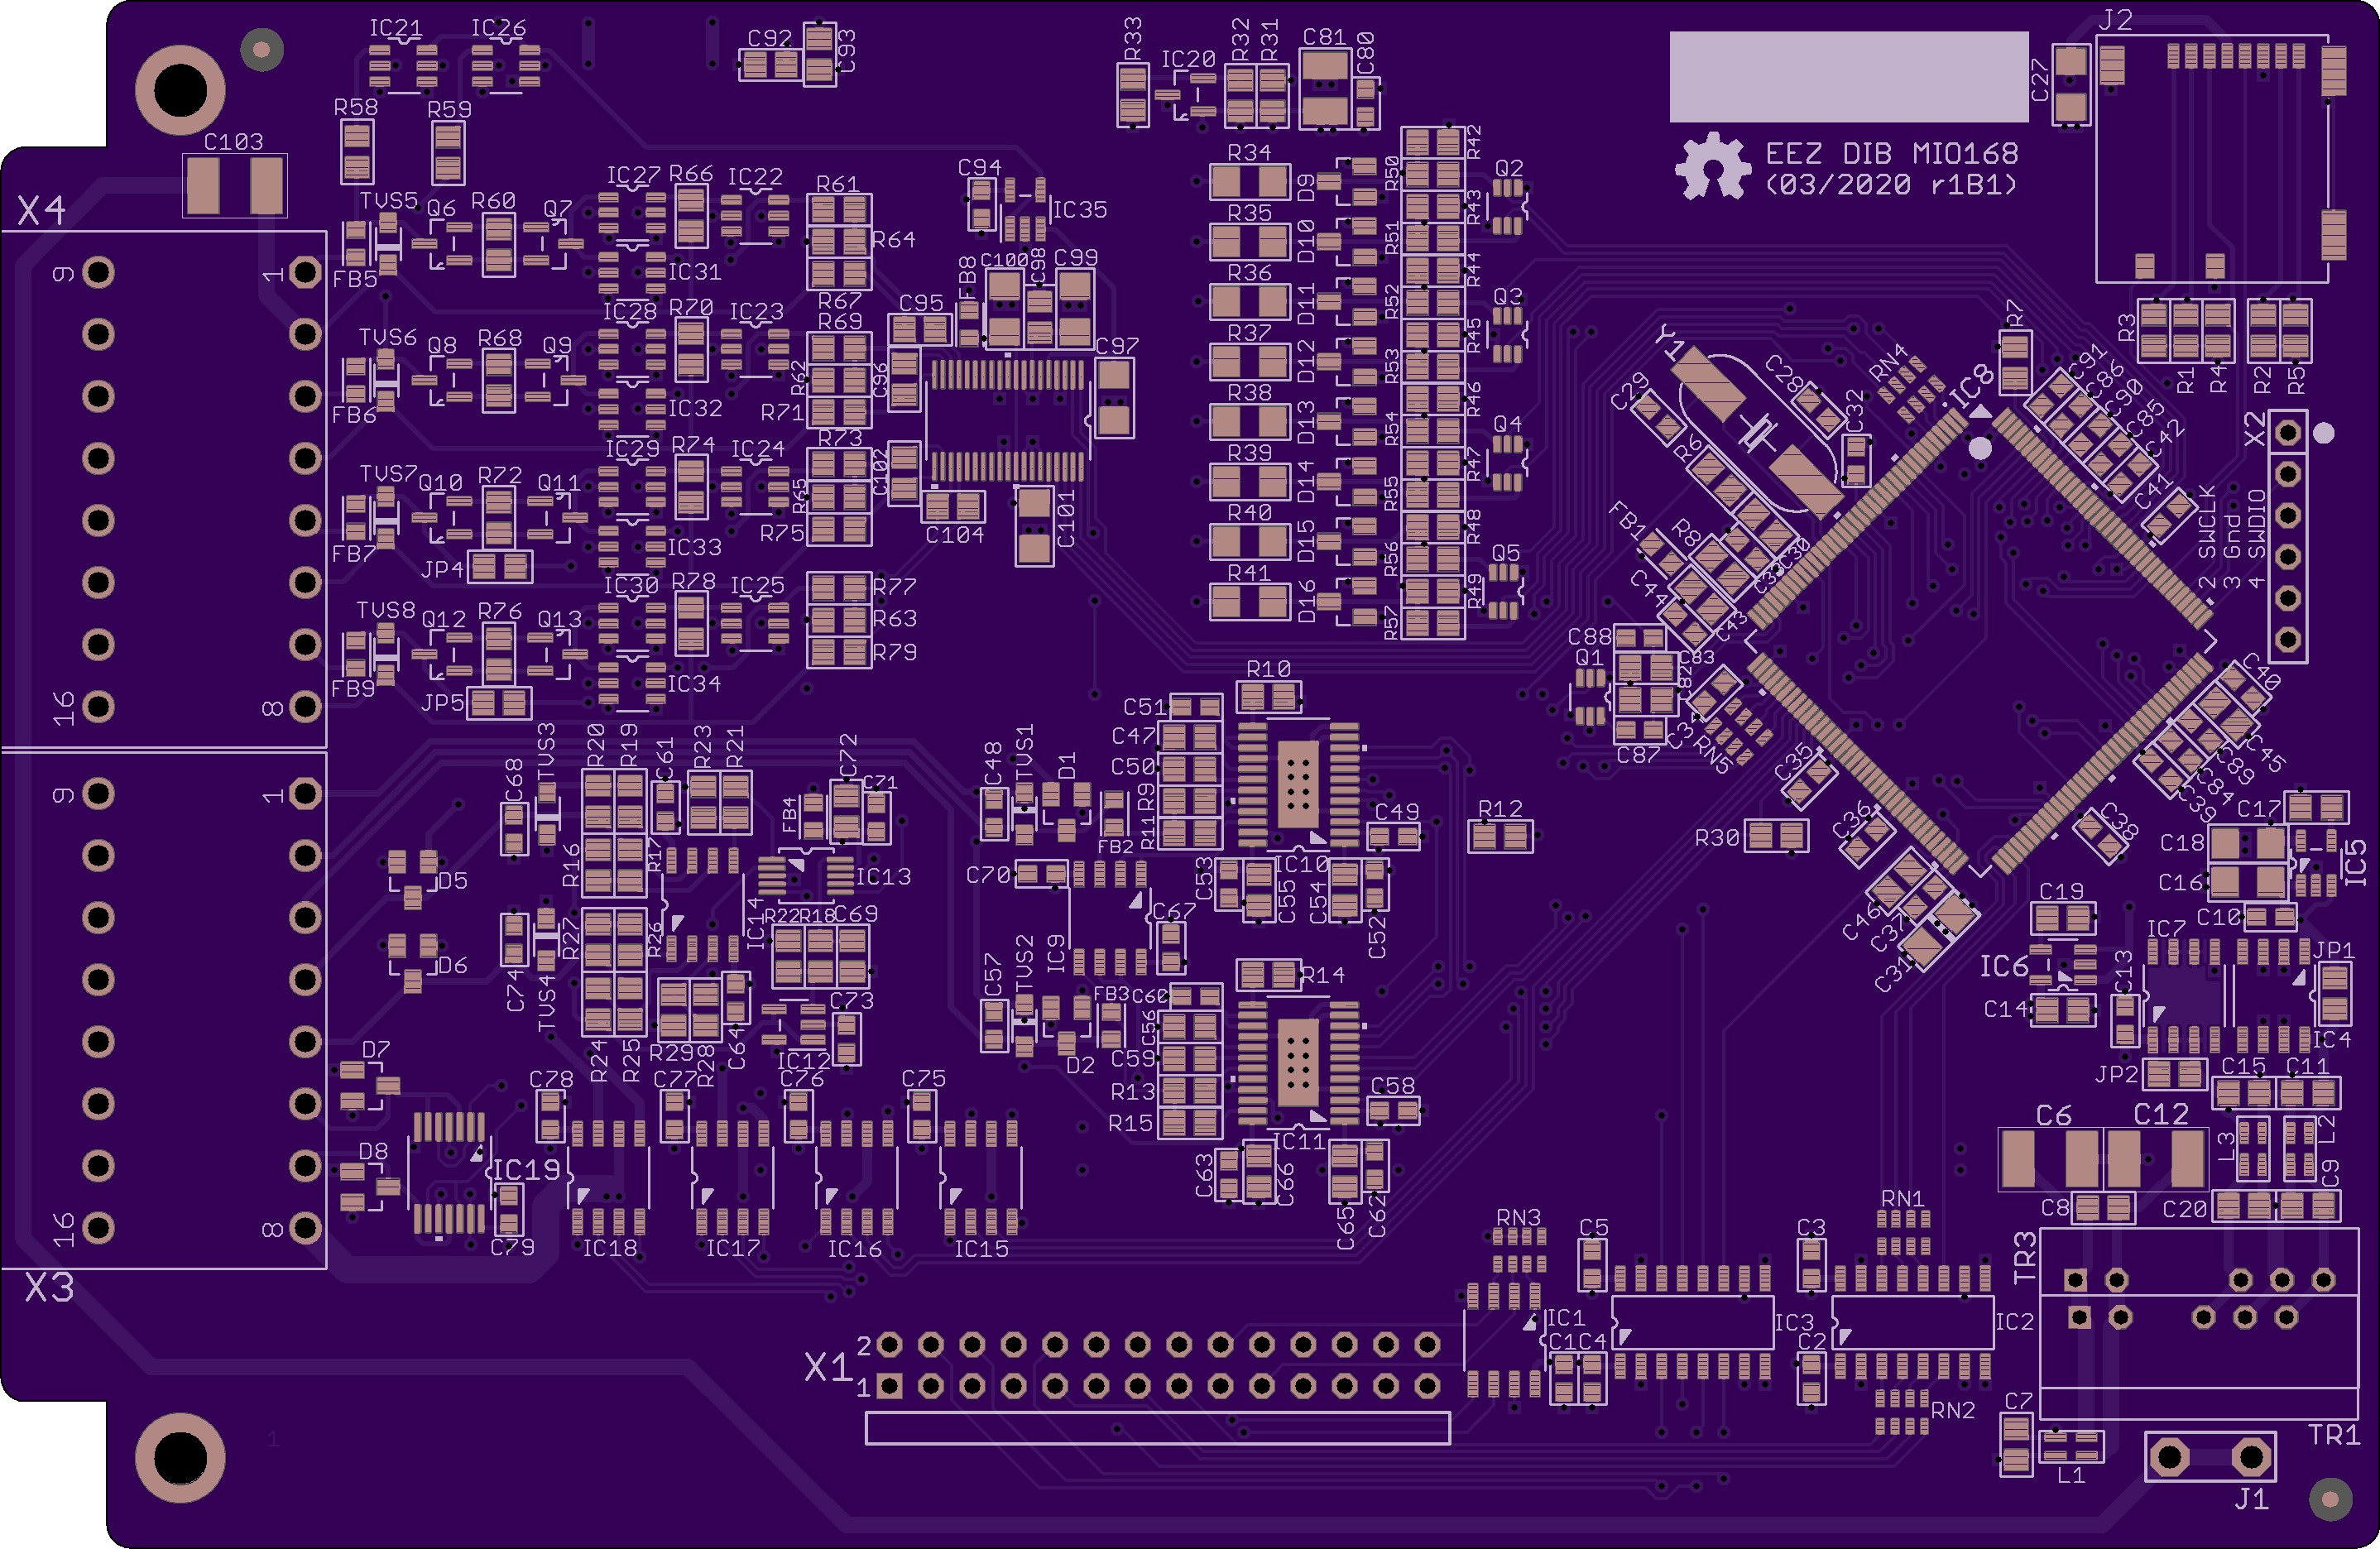 IC21
IC26
C92
C93
R33
IC20
R32
R31
C81
C80
C27
J2
EEZ DIB MIO168
(03/2020 r1B1)
R58
R59
C103
X4
9
1
16
8
TVS5
Q6
R60
Q7
FB5
IC27
R66
IC22
R61
R64
IC31
R67
C94
IC35
FB8
C100
C98
C99
TVS6
Q8
R68
Q9
FB6
IC28
R70
IC23
R69
R62
IC32
R71
C95
C96
C97
TVS7
Q10
R72
Q11
FB7
JP4
IC29
R74
IC24
R73
R65
IC33
R75
C102
C104
C101
TVS8
Q12
R76
Q13
FB9
JP5
IC30
R78
IC25
R77
R63
R79
IC34
R34
R35
R36
R37
R38
R39
R40
R41
D9
D10
D11
D12
D13
D14
D15
D16
R50
R51
R52
R53
R54
R55
R56
R57
R42
R43
R44
R45
R46
R47
R48
R49
Q2
Q3
Q4
Q5
Q1
C88
C83
C82
C87
Y1
C29
C28
C32
RN4
IC8
R7
R6
FB1
R8
C30
C33
C44
C43
C34
RN5
C35
C36
R30
C46
C37
C31
C38
C91
C86
C90
C85
C42
C41
C40
C45
C89
C84
C39
R3
R1
R4
R2
R5
X2
2 SWCLK
3 Gnd
4 SWDIO
C17
C18
C16
IC5
C10
C19
IC6
C14
C13
IC7
JP1
IC4
JP2
C15
C11
C6
C12
L3
L2
C9
C8
C20
TR3
TR1
C7
L1
J1
X3
9
1
16
8
D5
D6
D7
D8
IC19
C79
C68
TVS3
R20
R19
C61
R23
R21
C72
C71
FB4
R16
R17
IC13
IC14
C74
TVS4
R27
R26
R22
R18
C69
R24
R25
R29
R28
C64
IC12
C73
C78
C77
C76
C75
IC18
IC17
IC16
IC15
C48
TVS1
D1
FB2
C51
C47
C50
R9
R11
R10
IC10
C49
R12
C70
IC9
C67
C53
C55
C54
C52
C57
TVS2
D2
FB3
C60
C56
C59
R13
R15
R14
IC11
C58
C63
C66
C65
C62
X1
2
1
RN3
IC1
C1
C4
C5
IC3
C3
C2
RN1
IC2
RN2
1